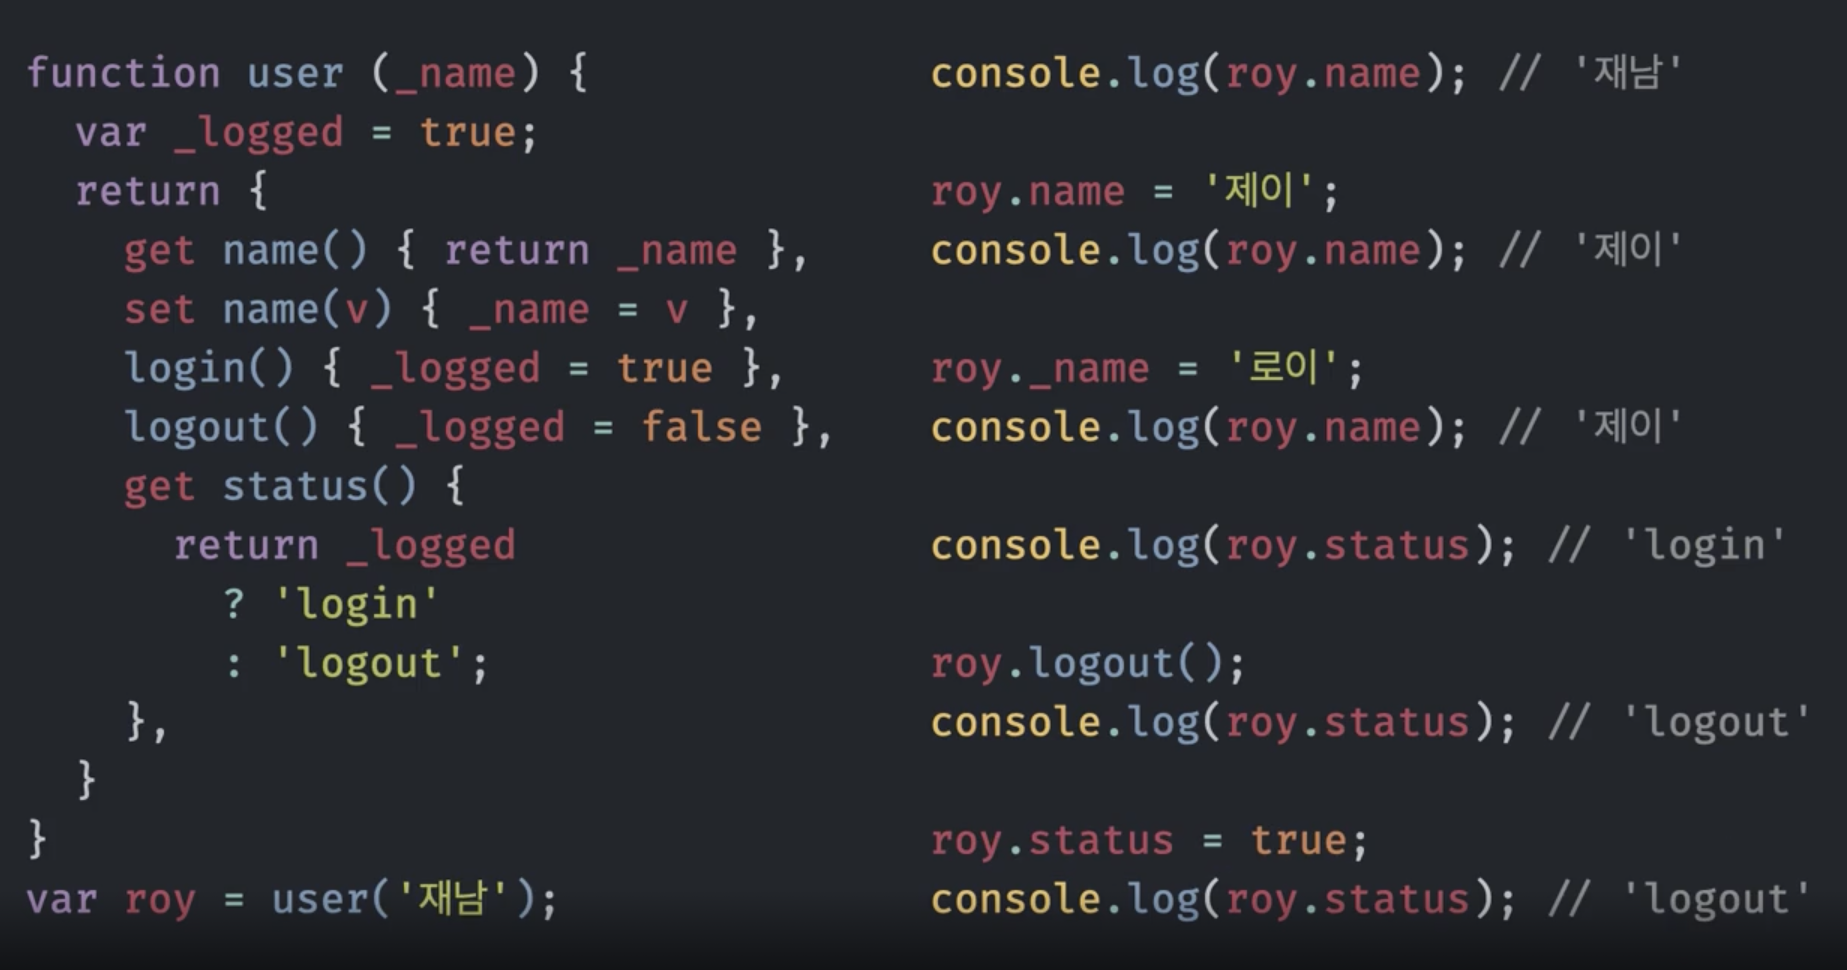 function user (_name) {
  var _logged = true;
  return {
    get name() { return _name },
    set name(v) { _name = v },
    login() { _logged = true },
    logout() { _logged = false },
    get status() {
      return _logged
        ? 'login'
        : 'logout';
    },
  }
}
var roy = user('재남');
console.log(roy.name); // '재남'
roy.name = '제이';
console.log(roy.name); // '제이'
roy._name = '로이';
console.log(roy.name); // '제이'
console.log(roy.status); // 'login'
roy.logout();
console.log(roy.status); // 'logout'
roy.status = true;
console.log(roy.status); // 'logout'